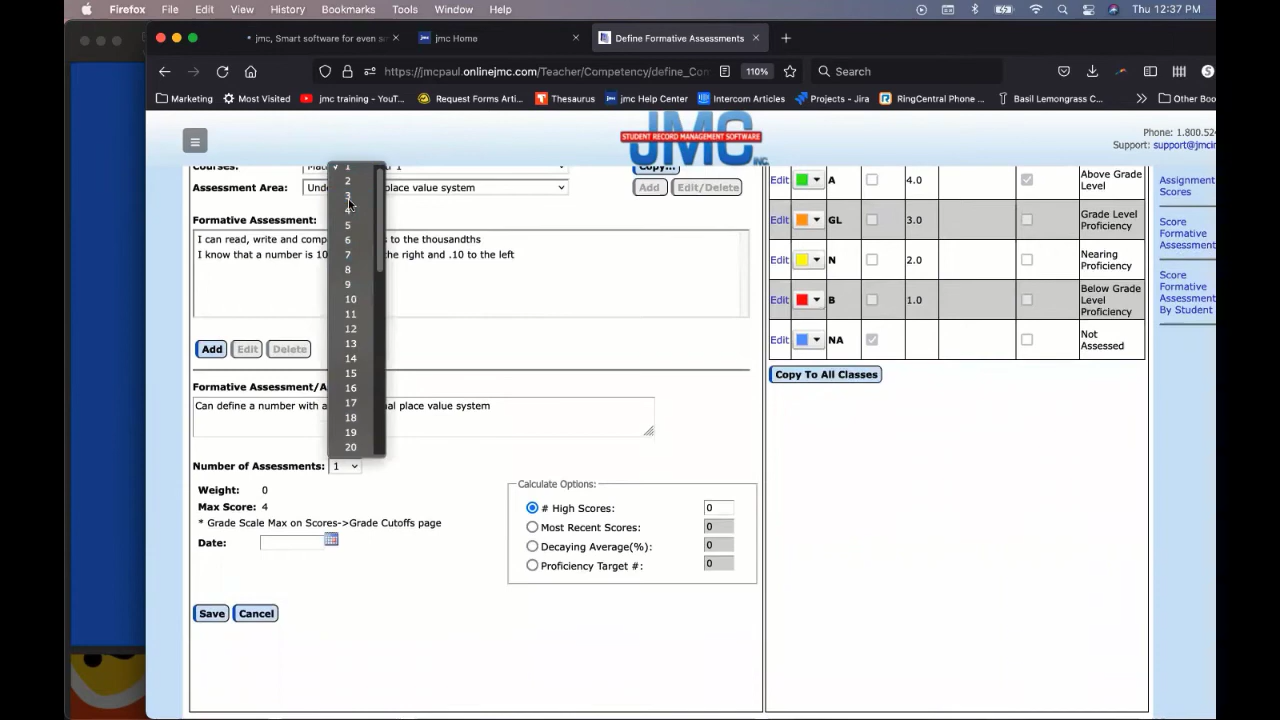 Firefox File Edit View History Bookmarks Tools Window Help Thu 12:37 PM
* jmc, Smart software for even sm × jmc Home × Define Formative Assessments × +
https://jmcpaul.onlinejmc.com/Teacher/Competency/define_Con 110% Search
Marketing Most Visited jmc training - YouT... Request Forms Arti... Thesaurus jmc Help Center Intercom Articles Projects - Jira RingCentral Phone ... Basil Lemongrass C... Other Boo
JMC
STUDENT RECORD MANAGEMENT SOFTWARE
INC.
Phone: 1.800.52
Support: support@jmcin
Courses: 1 Copy...
Assessment Area: place value system Add Edit/Delete
Formative Assessment:
I can read, write and comp to the thousandths
I know that a number is 10 the right and .10 to the left
Add Edit Delete
Formative Assessment/A
Can define a number with a al place value system
Number of Assessments: 1
1
2
3
4
5
6
7
8
9
10
11
12
13
14
15
16
17
18
19
20
Weight: 0
Max Score: 4
* Grade Scale Max on Scores->Grade Cutoffs page
Date:
Calculate Options:
# High Scores: 0
Most Recent Scores: 0
Decaying Average(%): 0
Proficiency Target #: 0
Save Cancel
Edit A 4.0 Above Grade Level
Edit GL 3.0 Grade Level Proficiency
Edit N 2.0 Nearing Proficiency
Edit B 1.0 Below Grade Level Proficiency
Edit NA Not Assessed
Copy To All Classes
Assignment
Scores
Score
Formative
Assessment
Score
Formative
Assessment
By Student